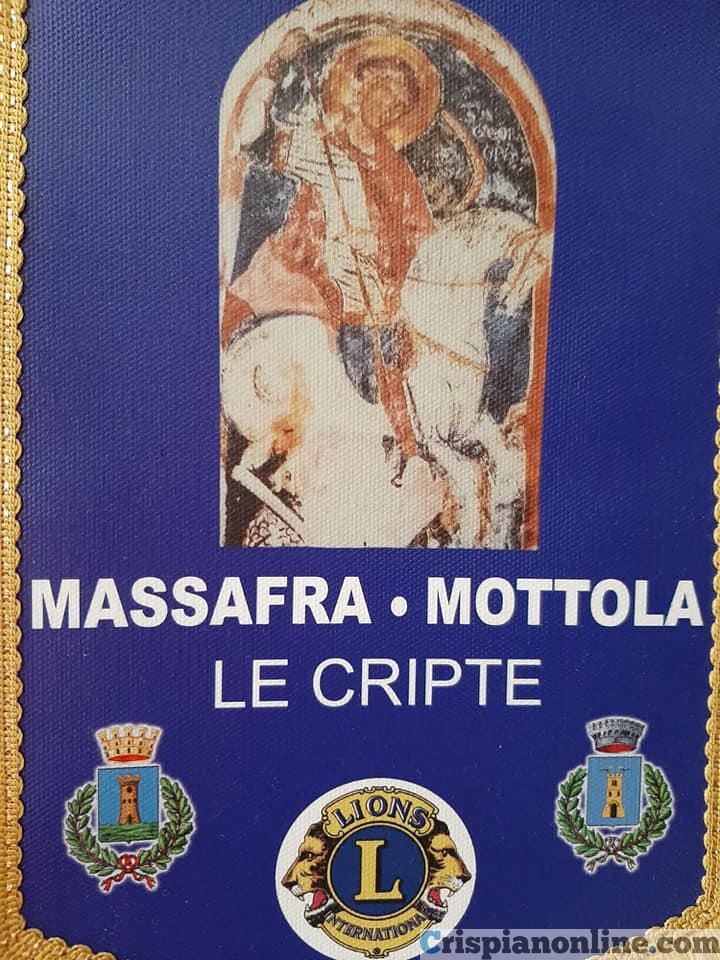 MASSAFRA • MOTTOLA
LE CRIPTE
LIONS
L
INTERNATIONAL
Crispianonline.com